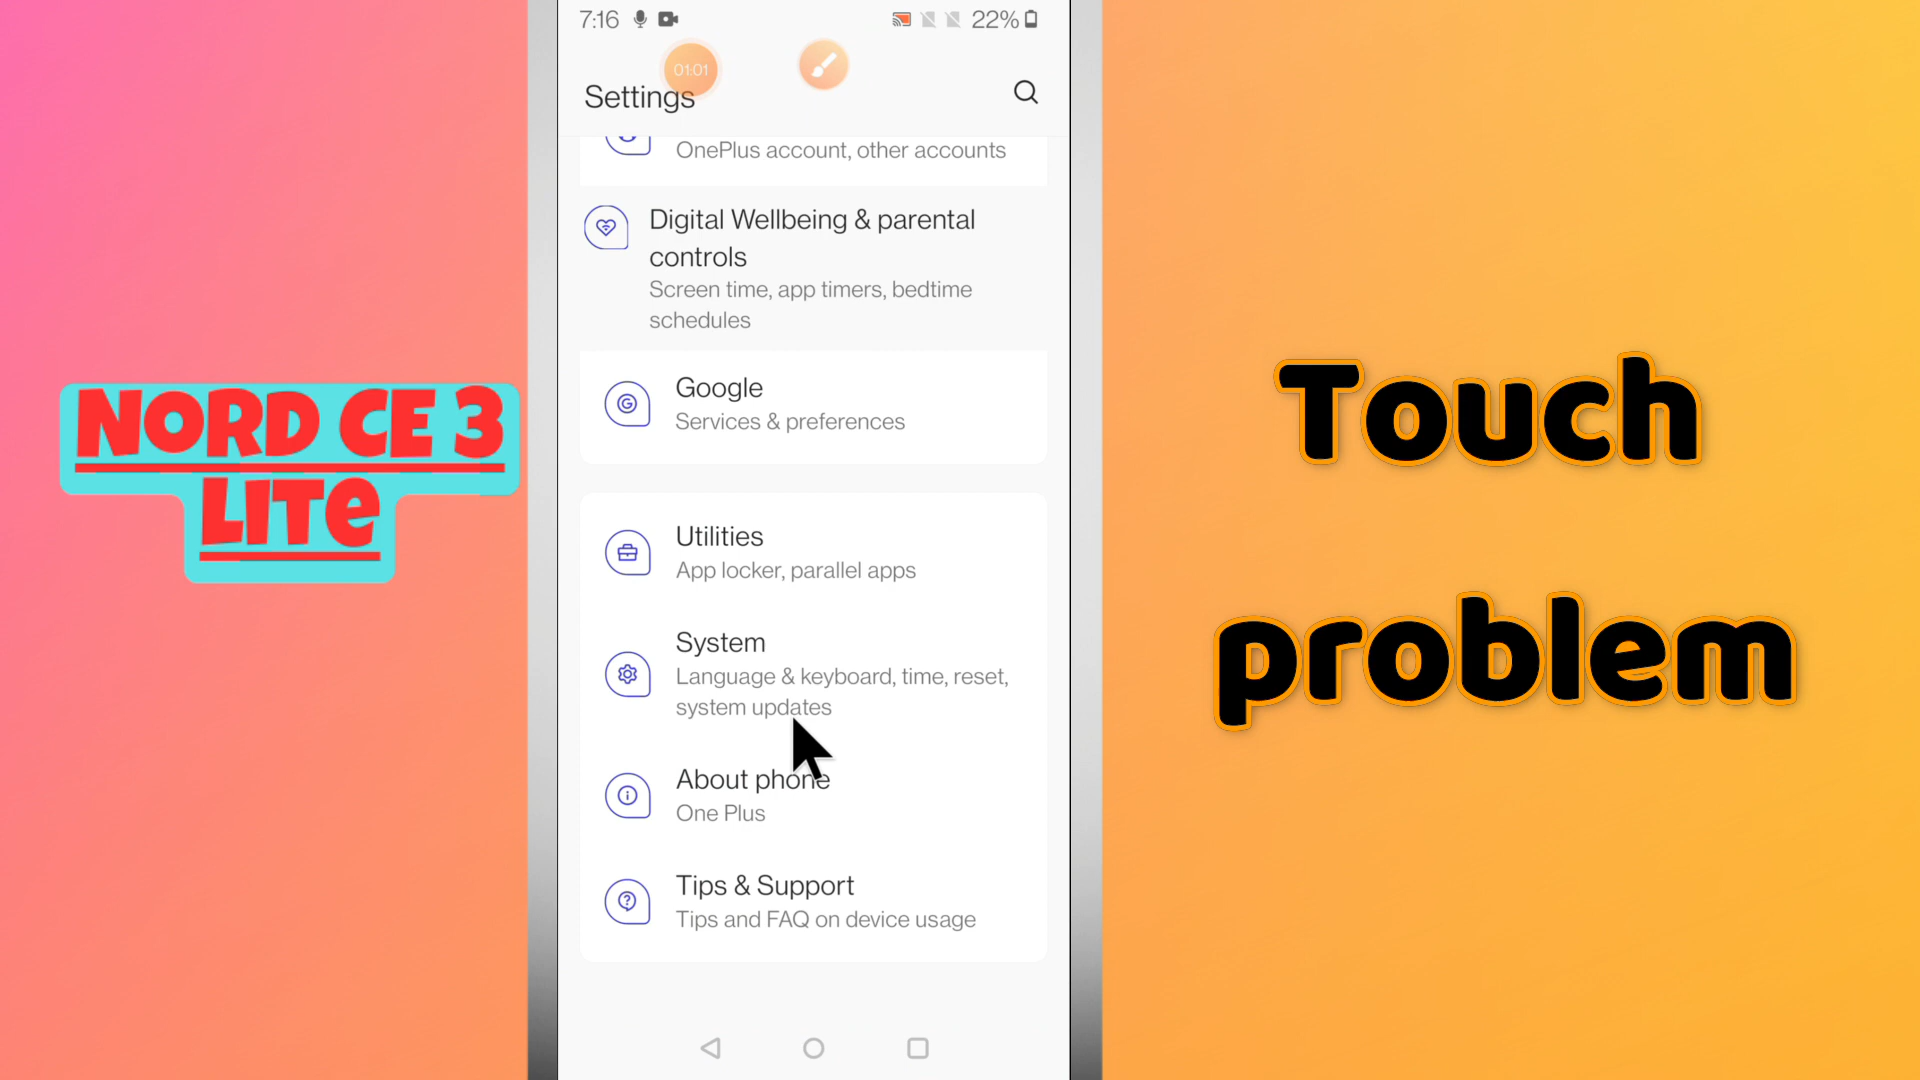 NORD CE 3
LITE
7:16
22%
01:01
Settings
OnePlus account, other accounts
Digital Wellbeing & parental
controls
Screen time, app timers, bedtime
schedules
Google
Services & preferences
Utilities
App locker, parallel apps
System
Language & keyboard, time, reset,
system updates
About phone
One Plus
Tips & Support
Tips and FAQ on device usage
Touch
problem